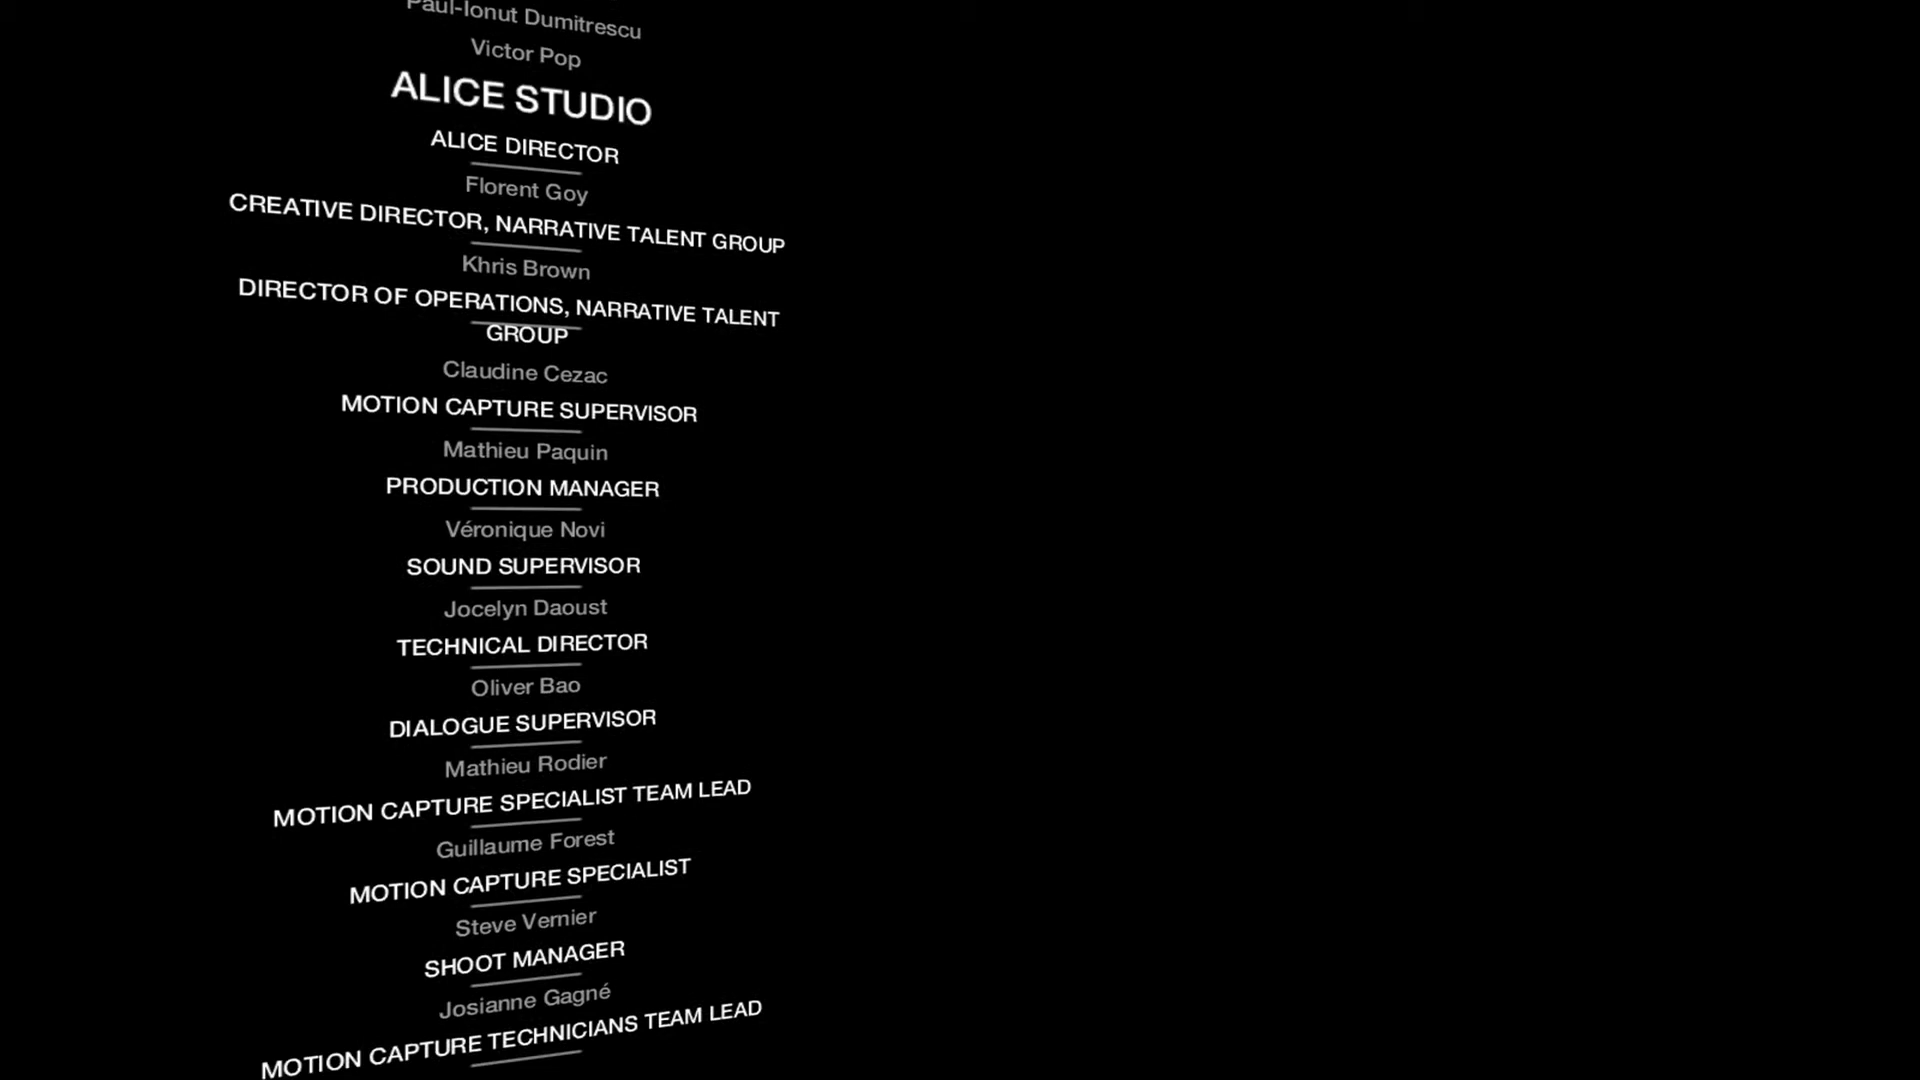 Paul-Ionut Dumitrescu
Victor Pop
ALICE STUDIO
ALICE DIRECTOR
Florent Goy
CREATIVE DIRECTOR, NARRATIVE TALENT GROUP
Khris Brown
DIRECTOR OF OPERATIONS, NARRATIVE TALENT
GROUP
Claudine Cezac
MOTION CAPTURE SUPERVISOR
Mathieu Paquin
PRODUCTION MANAGER
Véronique Novi
SOUND SUPERVISOR
Jocelyn Daoust
TECHNICAL DIRECTOR
Oliver Bao
DIALOGUE SUPERVISOR
Mathieu Rodier
MOTION CAPTURE SPECIALIST TEAM LEAD
Guillaume Forest
MOTION CAPTURE SPECIALIST
Steve Vernier
SHOOT MANAGER
Josianne Gagné
MOTION CAPTURE TECHNICIANS TEAM LEAD